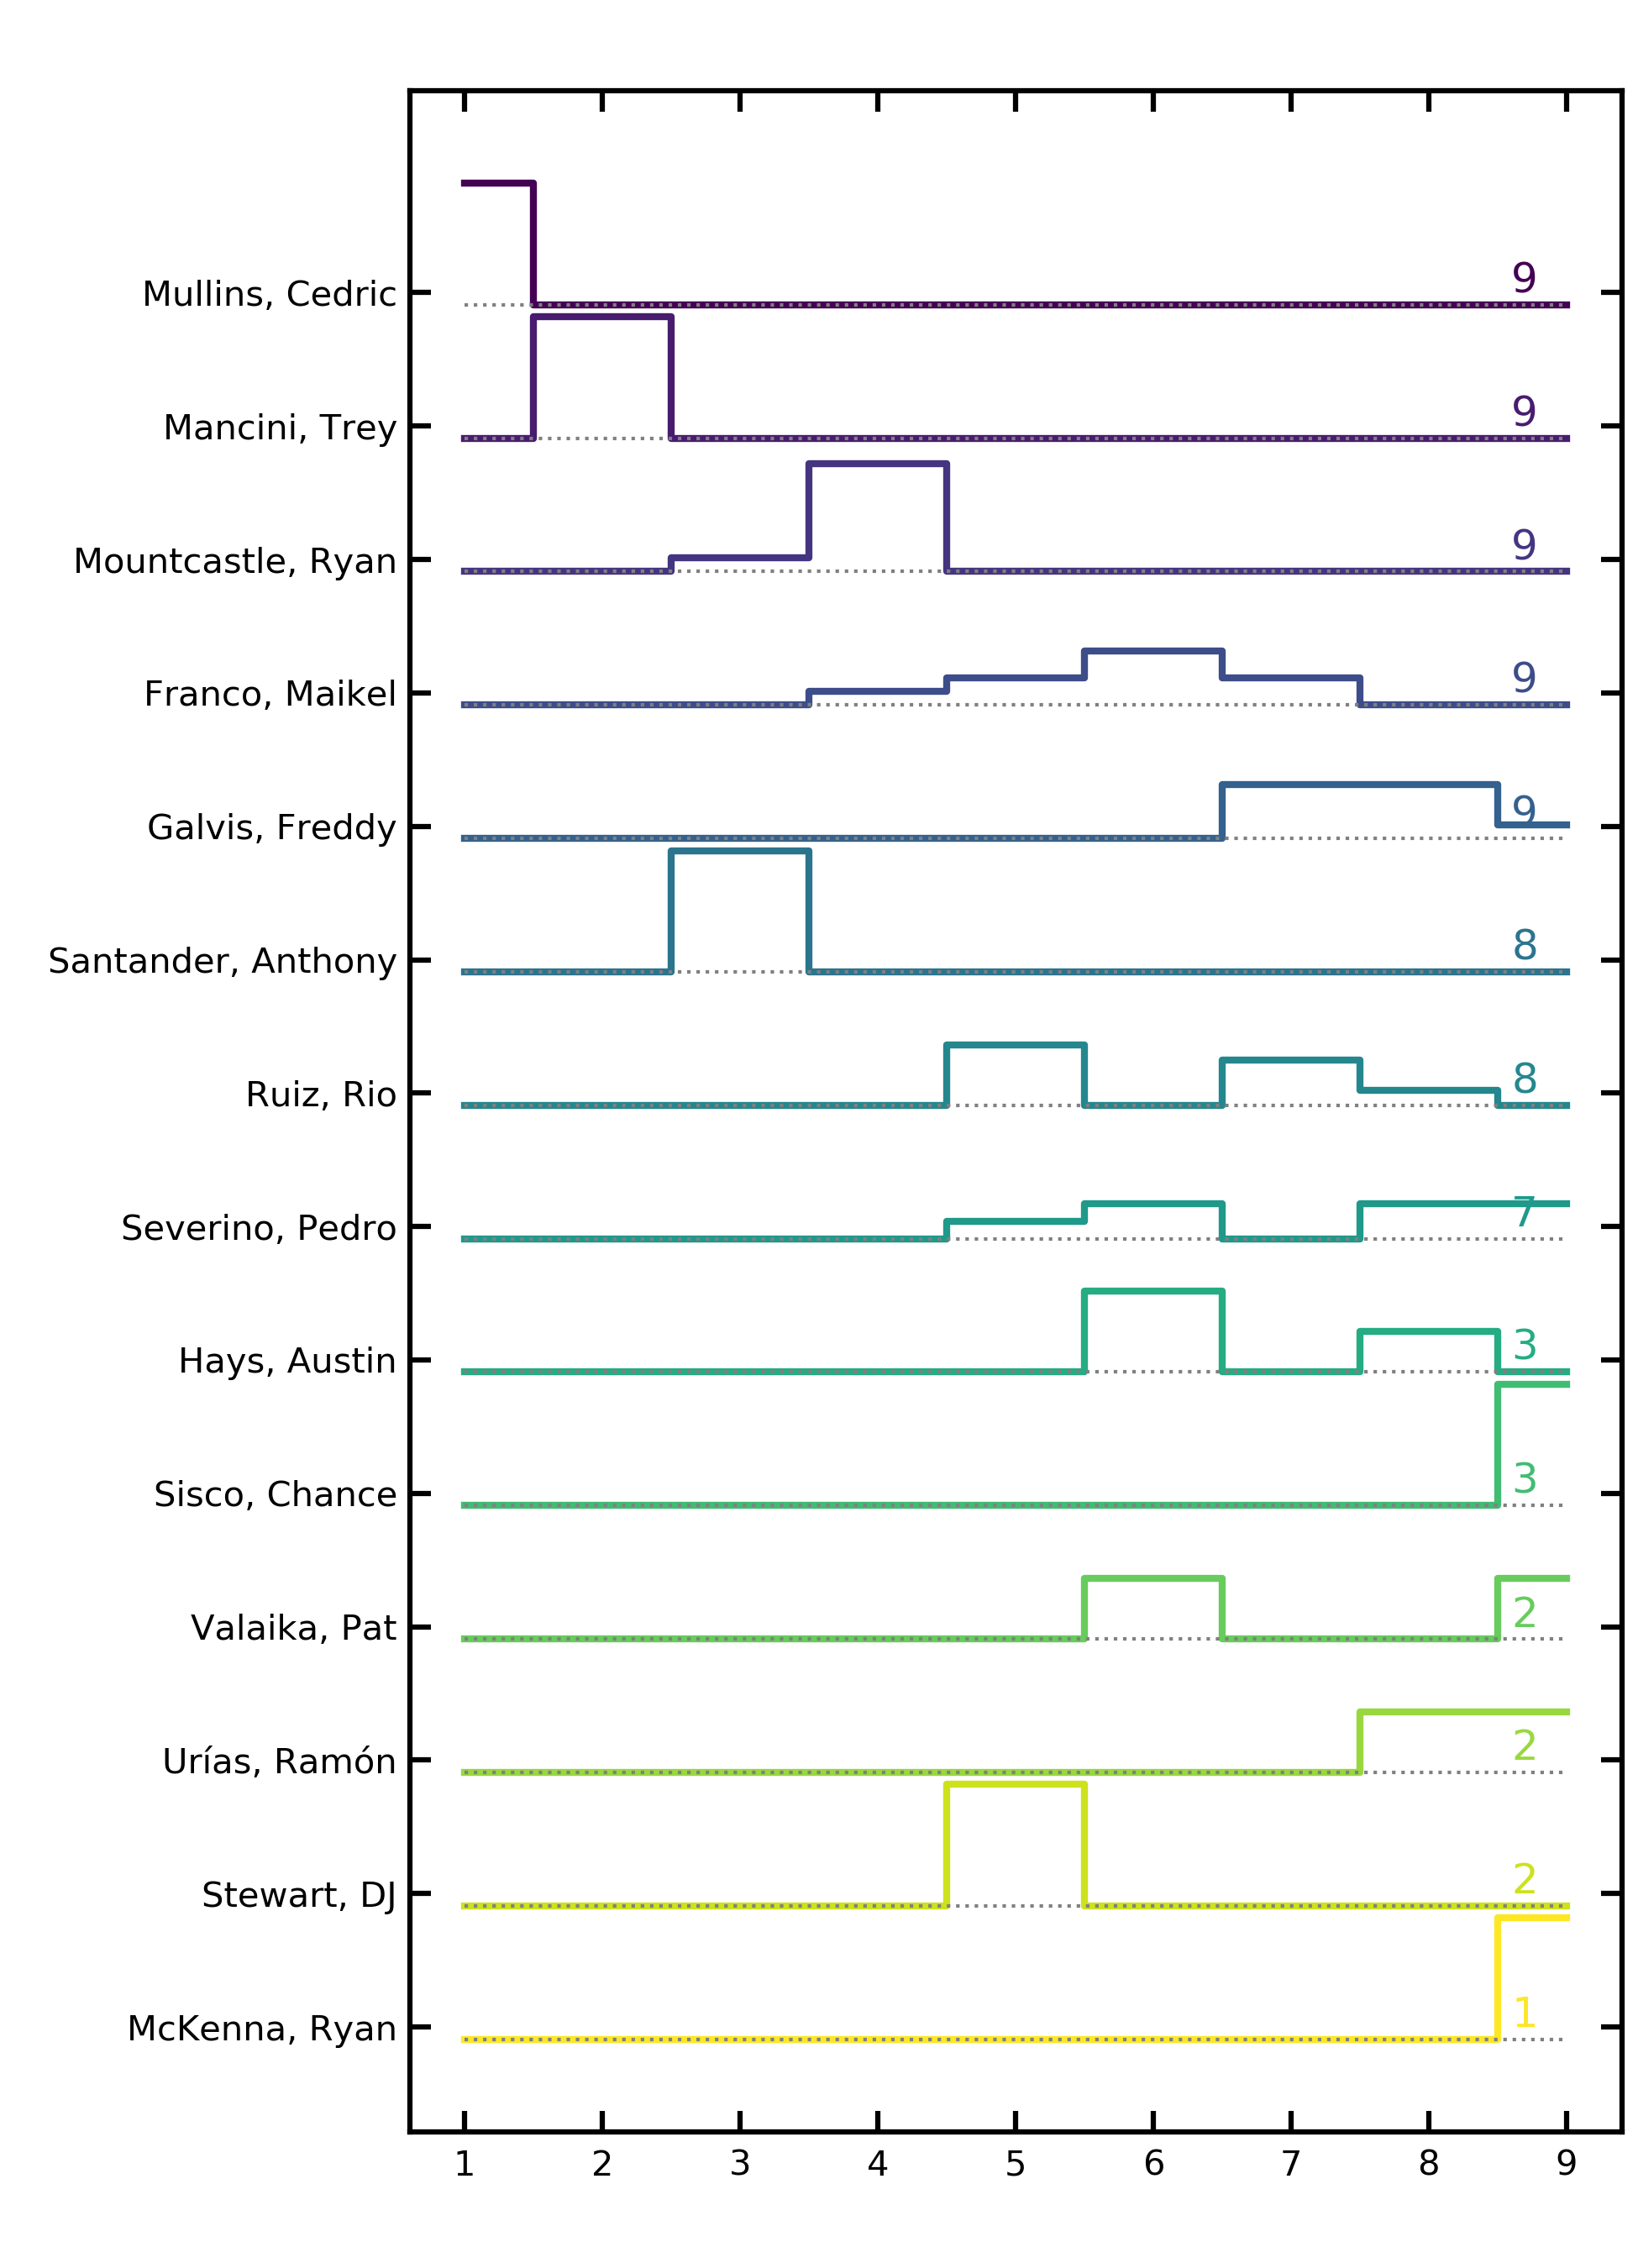 Mullins, Cedric 9
Mancini, Trey 9
Mountcastle, Ryan 9
Franco, Maikel 9
Galvis, Freddy 9
Santander, Anthony 8
Ruiz, Rio 8
Severino, Pedro 7
Hays, Austin 3
Sisco, Chance 3
Valaika, Pat 2
Urías, Ramón 2
Stewart, DJ 2
McKenna, Ryan 1
1 2 3 4 5 6 7 8 9